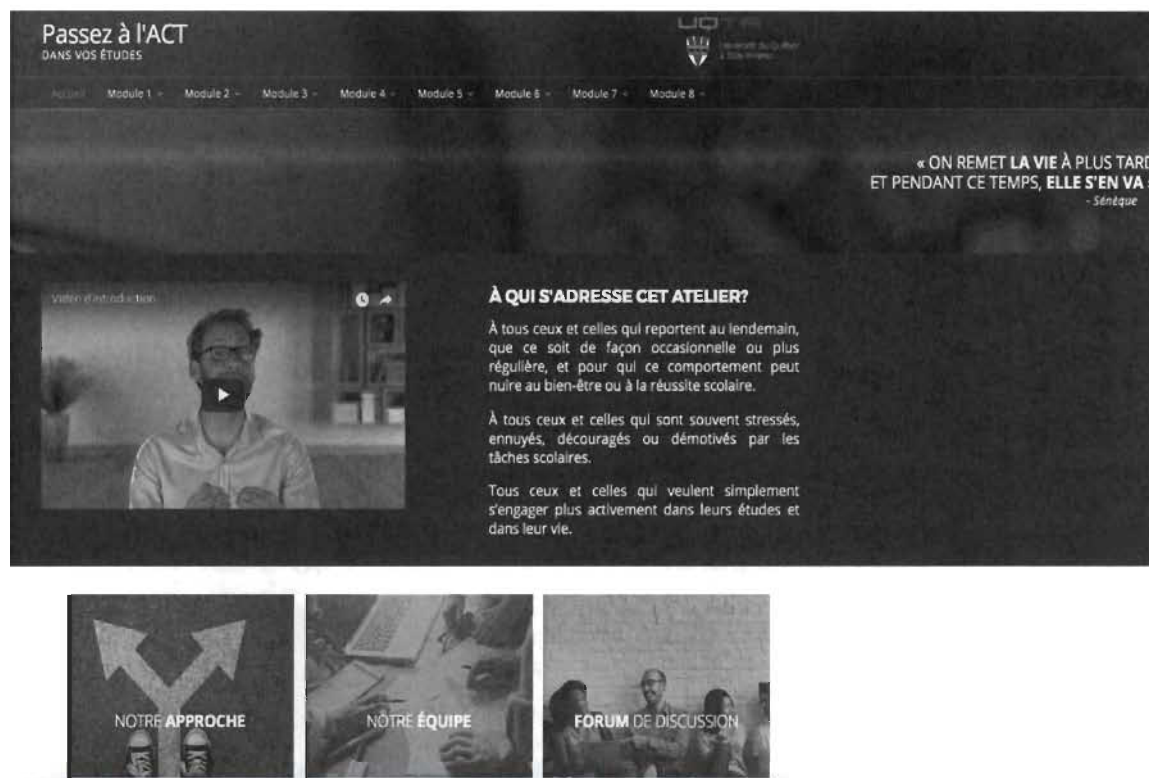 Passez à l'ACT
DANS VOS ÉTUDES
UQTR
Accueil Module 1 Module 2 Module 3 Module 4 Module 5 Module 6 Module 7 Module 8
« ON REMET LA VIE À PLUS TARD
ET PENDANT CE TEMPS, ELLE S'EN VA »
- Sénèque
Vidéo d'introduction
À QUI S'ADRESSE CET ATELIER?
À tous ceux et celles qui reportent au lendemain,
que ce soit de façon occasionnelle ou plus
régulière, et pour qui ce comportement peut
nuire au bien-être ou à la réussite scolaire.
À tous ceux et celles qui sont souvent stressés,
ennuyés, découragés ou démotivés par les
tâches scolaires.
Tous ceux et celles qui veulent simplement
s'engager plus activement dans leurs études et
dans leur vie.
NOTRE APPROCHE
NOTRE ÉQUIPE
FORUM DE DISCUSSION